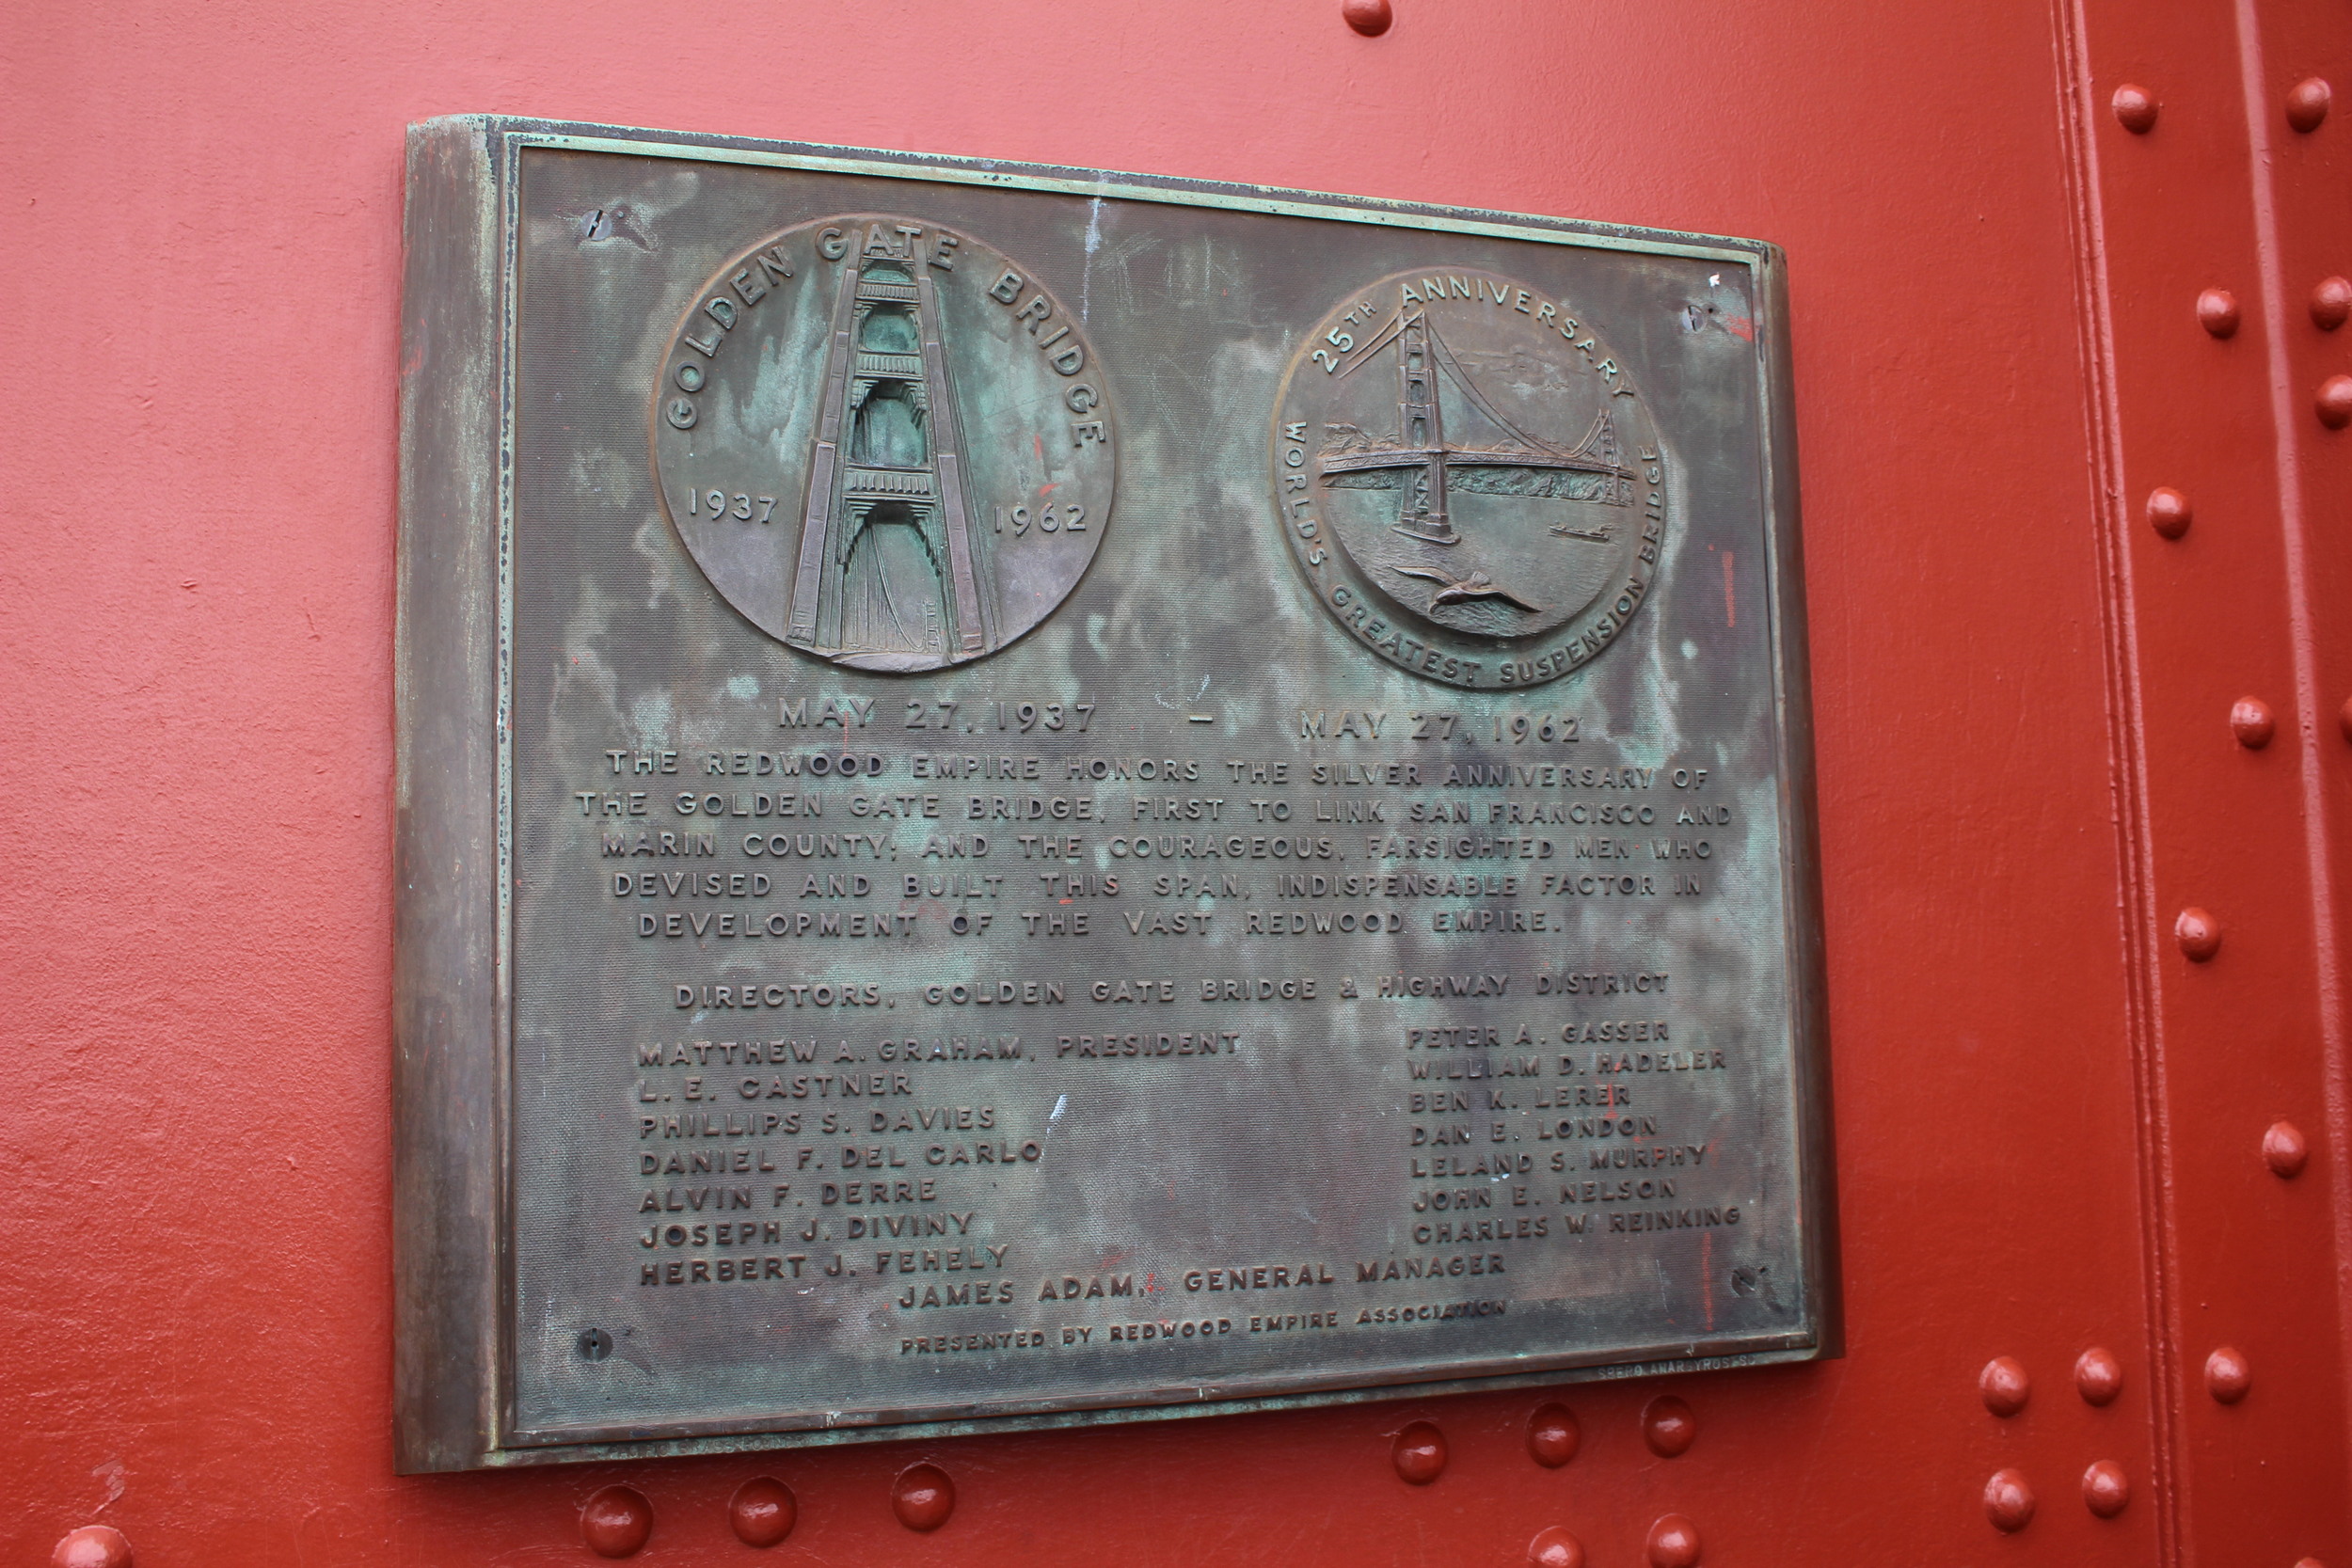 GOLDEN GATE BRIDGE
1937 1962
25TH ANNIVERSARY
WORLD'S GREATEST SUSPENSION BRIDGE
MAY 27, 1937 – MAY 27, 1962
THE REDWOOD EMPIRE HONORS THE SILVER ANNIVERSARY OF
THE GOLDEN GATE BRIDGE, FIRST TO LINK SAN FRANCISCO AND
MARIN COUNTY; AND THE COURAGEOUS, FARSIGHTED MEN WHO
DEVISED AND BUILT THIS SPAN, INDISPENSABLE FACTOR IN
DEVELOPMENT OF THE VAST REDWOOD EMPIRE.
DIRECTORS, GOLDEN GATE BRIDGE & HIGHWAY DISTRICT
MATTHEW A. GRAHAM, PRESIDENT
L. E. CASTNER
PHILLIPS S. DAVIES
DANIEL F. DEL CARLO
ALVIN F. DERRE
JOSEPH J. DIVINY
HERBERT J. FEHELY
PETER A. GASSER
WILLIAM D. HADELER
BEN K. LERER
DAN E. LONDON
LELAND S. MURPHY
JOHN E. NELSON
CHARLES W. REINKING
JAMES ADAM, GENERAL MANAGER
PRESENTED BY REDWOOD EMPIRE ASSOCIATION